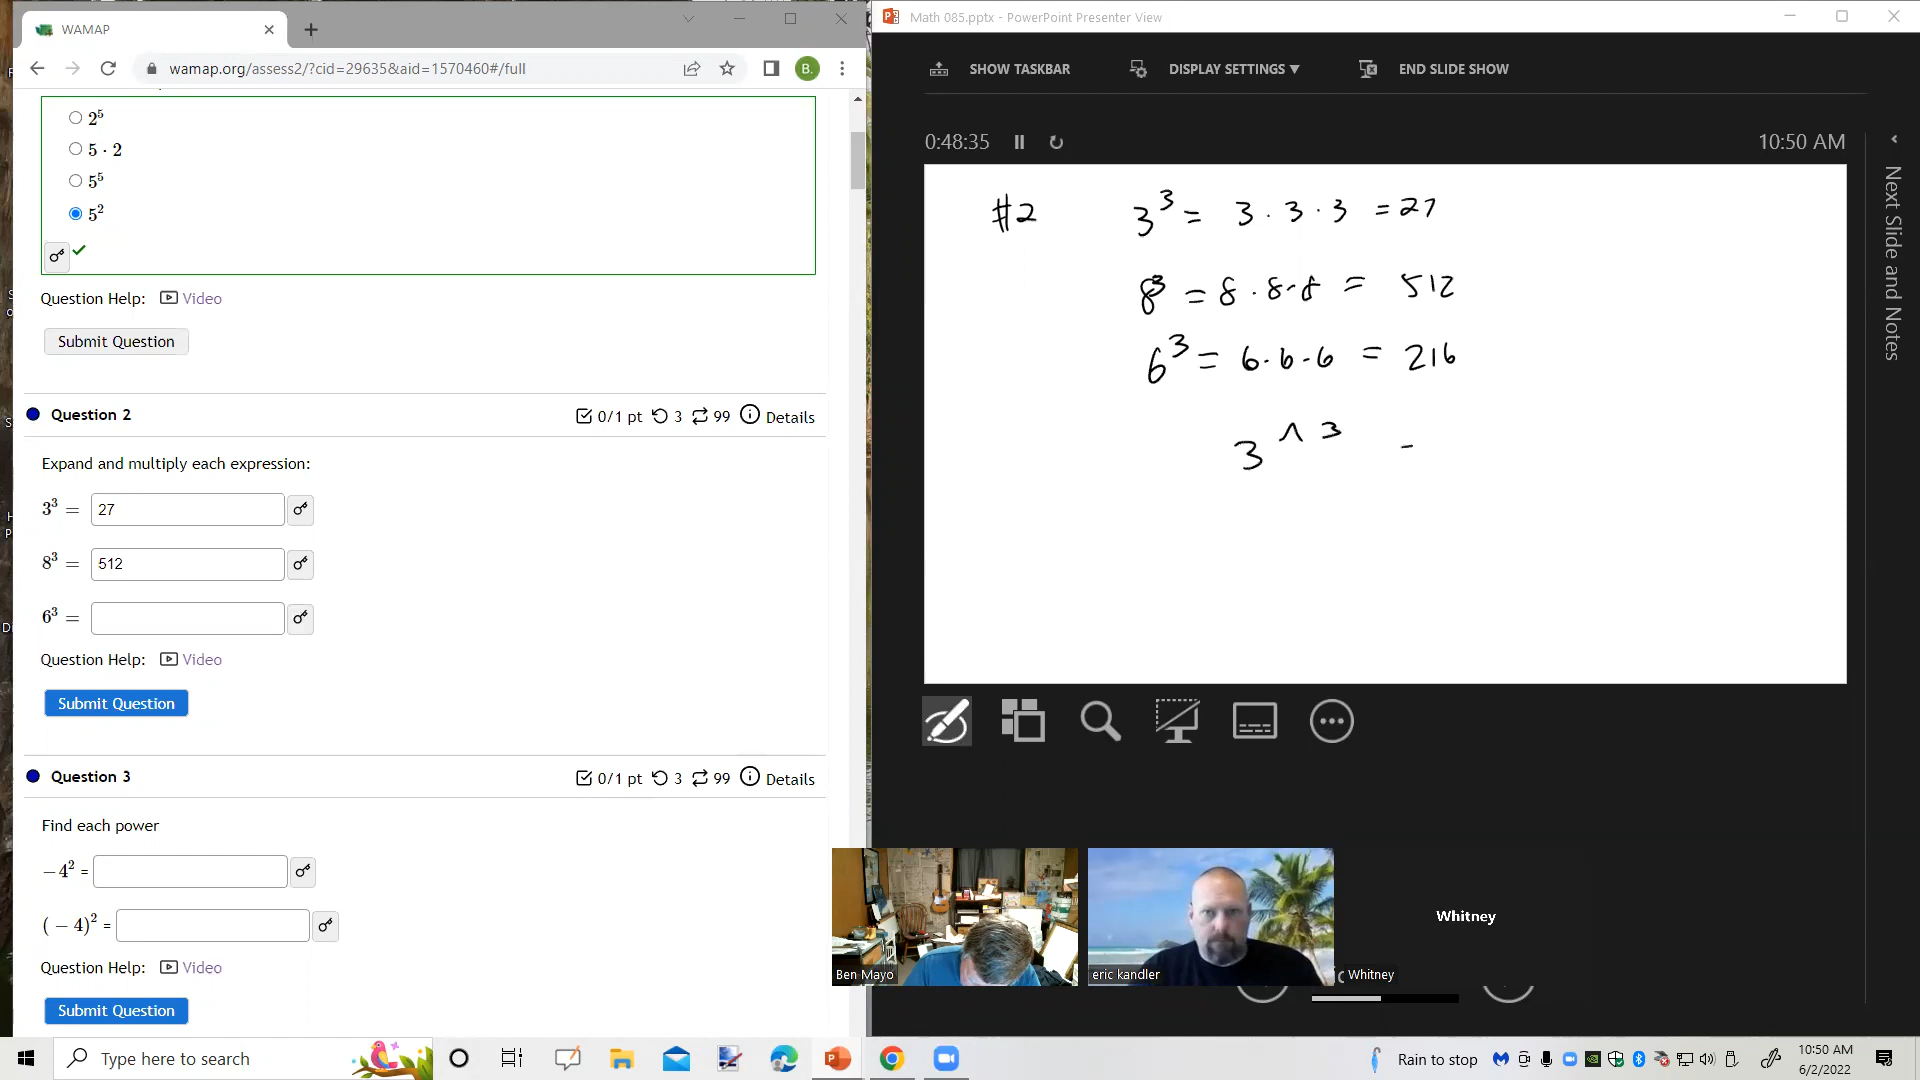 WAMAP
Math 085.pptx - PowerPoint Presenter View
wamap.org/assess2/?cid=29635&aid=1570460#/full
B.
SHOW TASKBAR
DISPLAY SETTINGS ▼
END SLIDE SHOW
2⁵
5 · 2
5⁵
5²
Question Help: Video
Submit Question
Question 2
0/1 pt 3 99 Details
Expand and multiply each expression:
3³ = 27
8³ = 512
6³ =
Question Help: Video
Submit Question
Question 3
0/1 pt 3 99 Details
Find each power
−4² =
(−4)² =
Question Help: Video
Submit Question
0:48:35
10:50 AM
#2 3³ = 3 · 3 · 3 = 27
8³ = 8 · 8 · 8 = 512
6³ = 6 · 6 · 6 = 216
3 ^ 3 -
Next Slide and Notes
Ben Mayo
eric kandler
Whitney
Whitney
Type here to search
Rain to stop
10:50 AM
6/2/2022